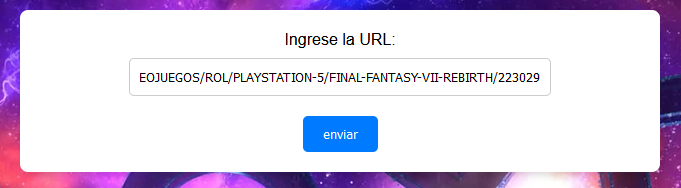 Ingrese la URL:
EOJUEGOS/ROL/PLAYSTATION-5/FINAL-FANTASY-VII-REBIRTH/223029
enviar